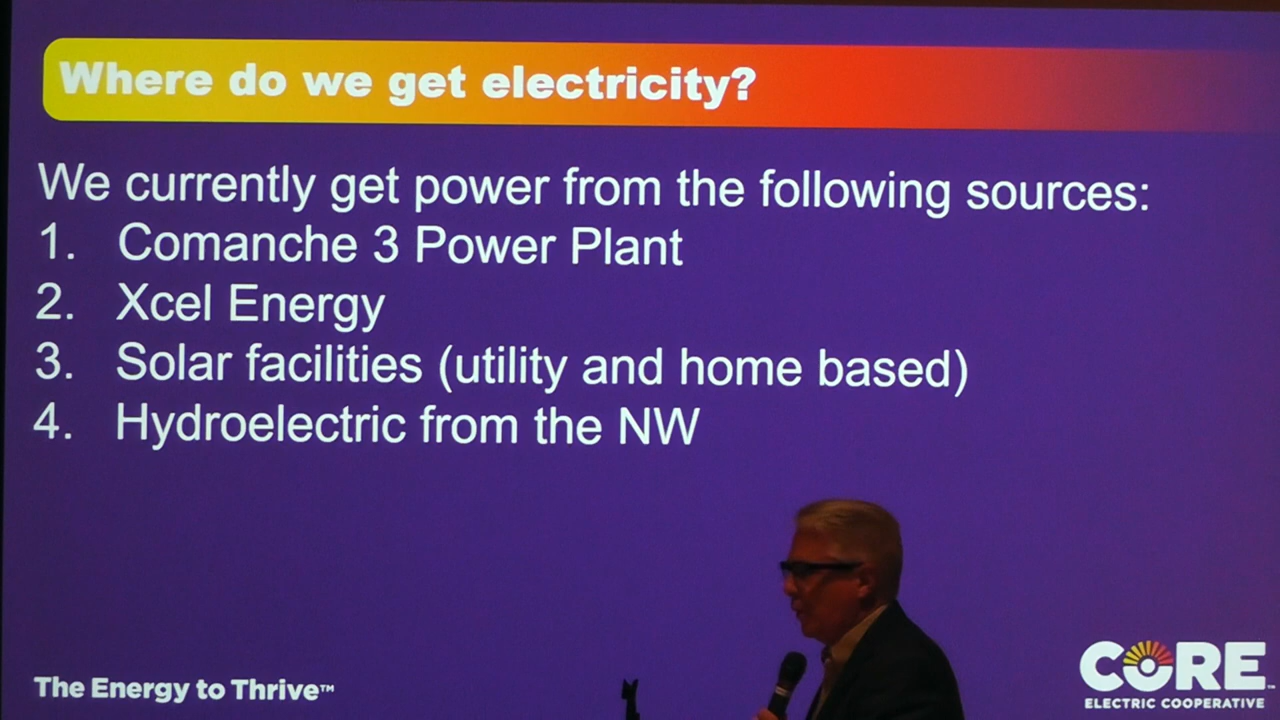 Where do we get electricity?
We currently get power from the following sources:
1. Comanche 3 Power Plant
2. Xcel Energy
3. Solar facilities (utility and home based)
4. Hydroelectric from the NW
The Energy to Thrive™
CORE™
ELECTRIC COOPERATIVE